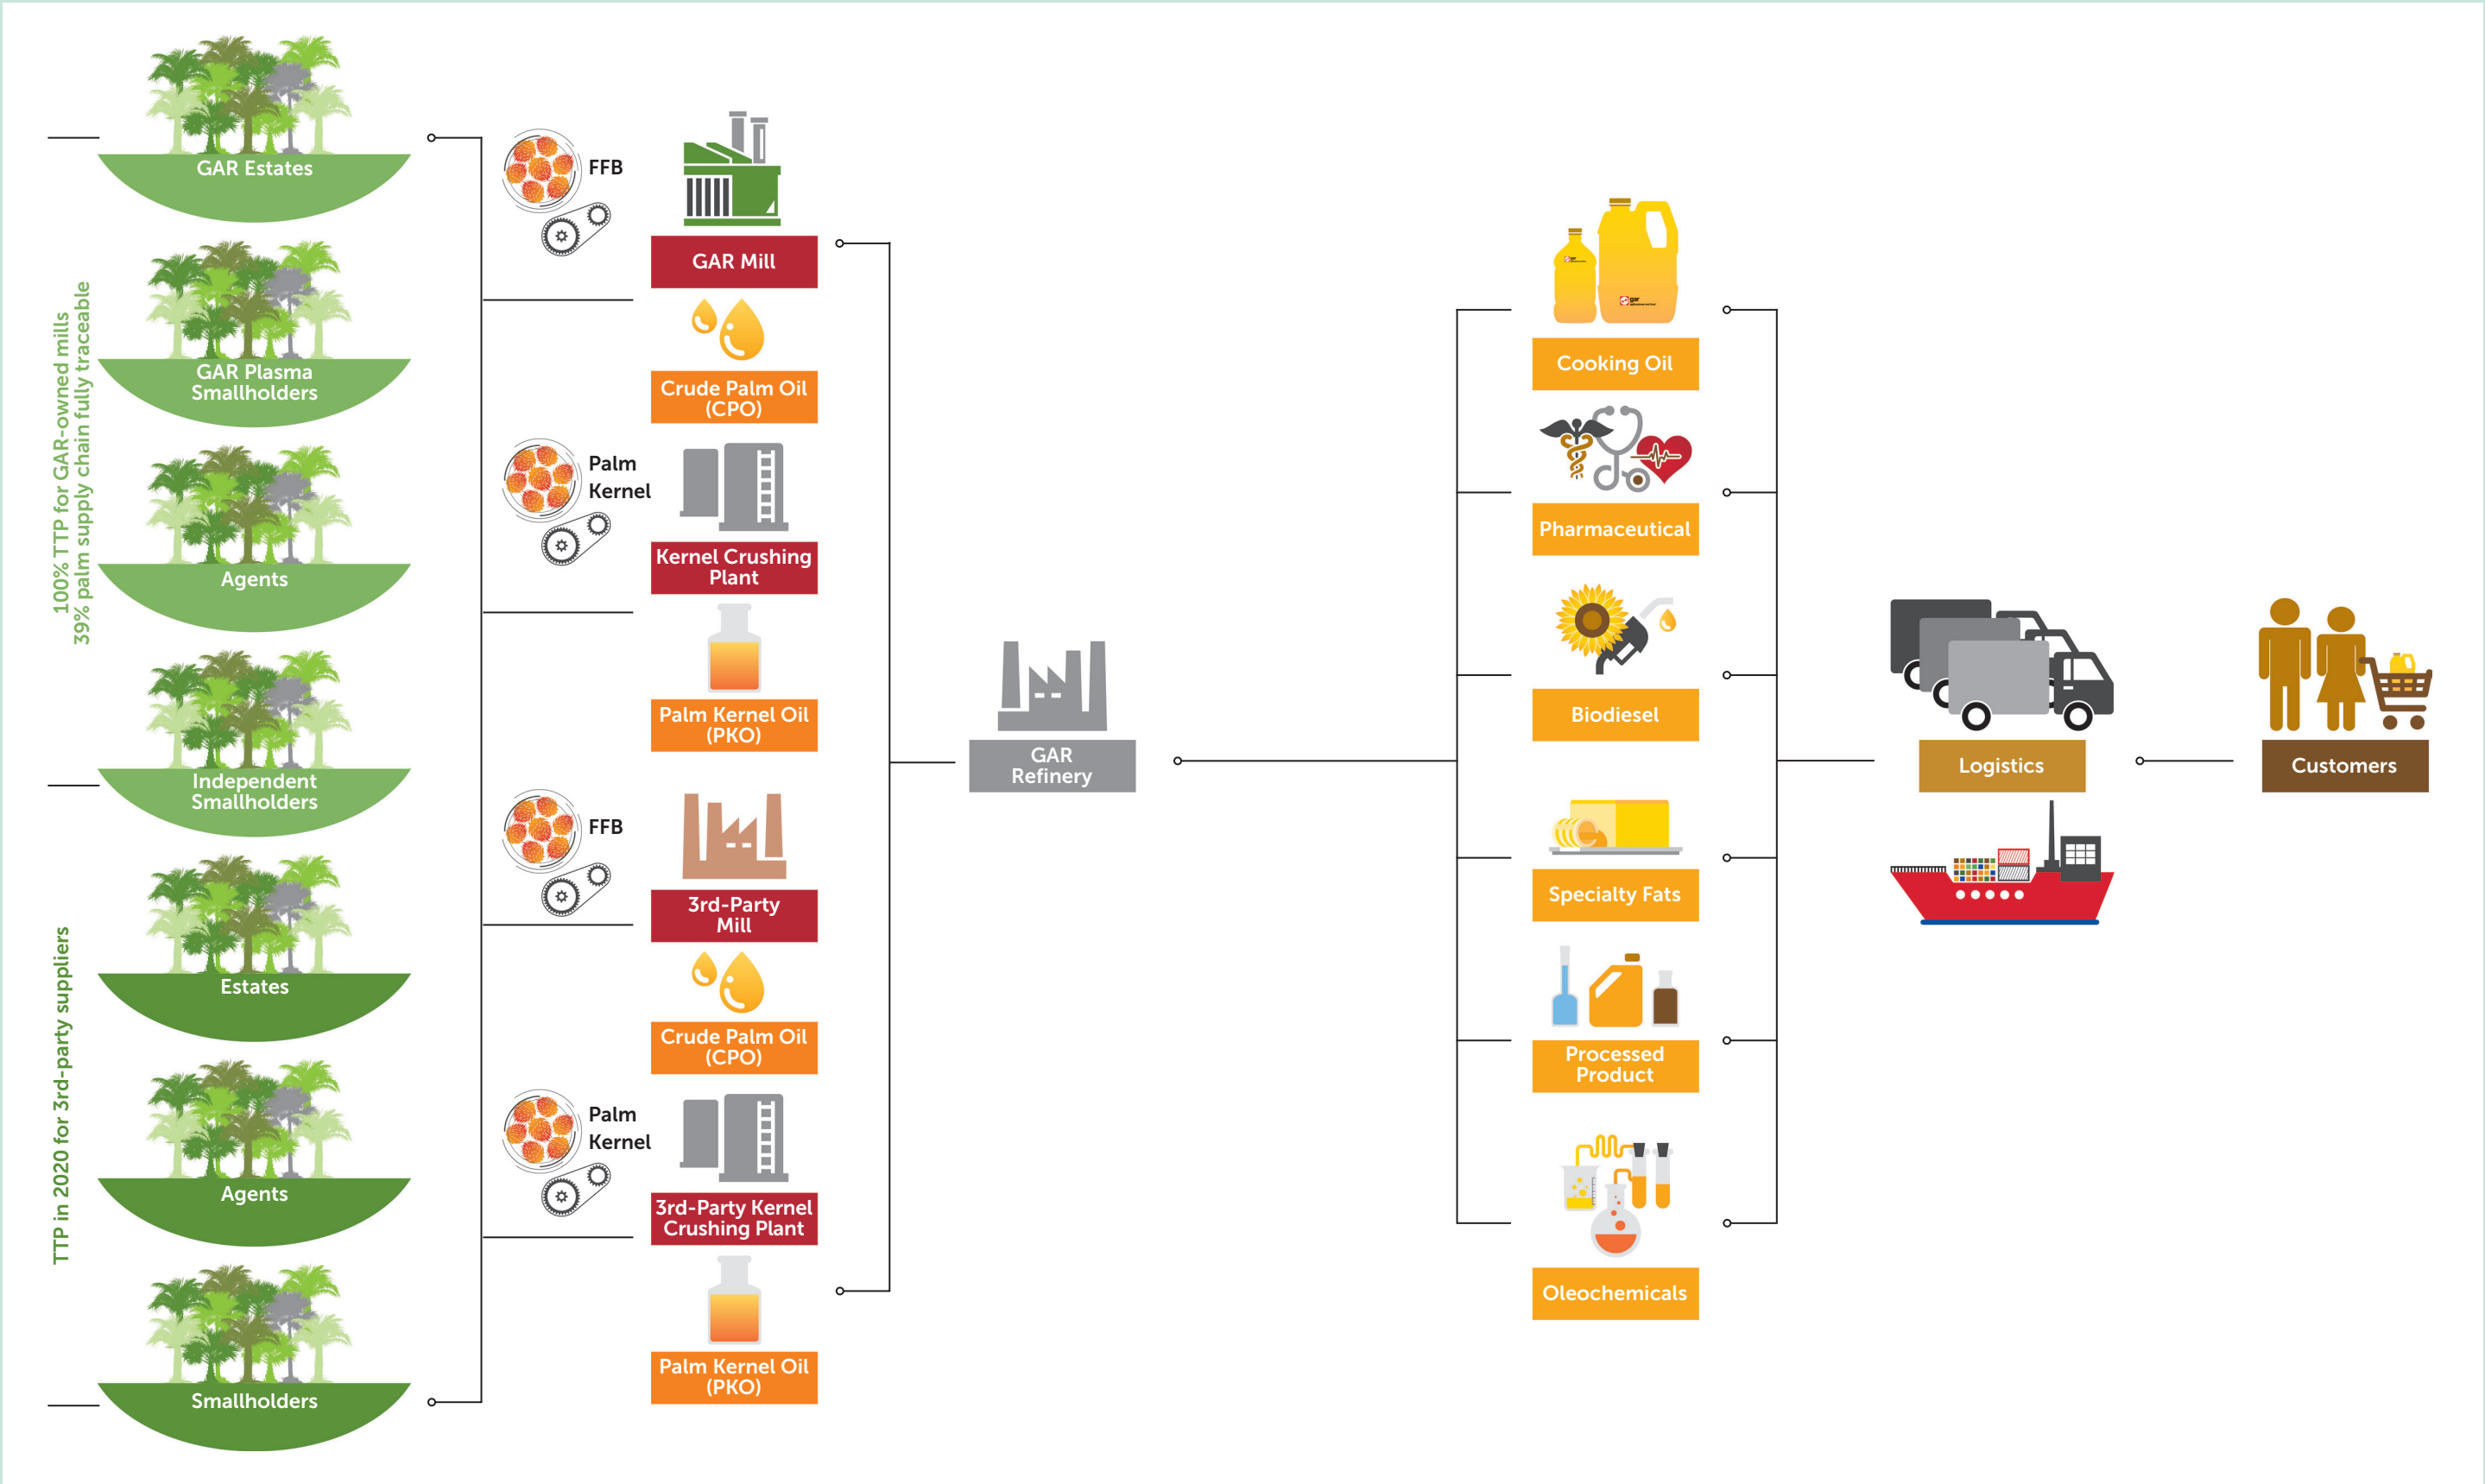 GAR Estates
GAR Plasma
Smallholders
Agents
Independent
Smallholders
Estates
Agents
Smallholders
100% TTP for GAR-owned mills
39% palm supply chain fully traceable
TTP in 2020 for 3rd-party suppliers
FFB
GAR Mill
Crude Palm Oil
(CPO)
Palm
Kernel
Kernel Crushing
Plant
Palm Kernel Oil
(PKO)
FFB
3rd-Party
Mill
Crude Palm Oil
(CPO)
Palm
Kernel
3rd-Party Kernel
Crushing Plant
Palm Kernel Oil
(PKO)
GAR
Refinery
gar
Cooking Oil
Pharmaceutical
Biodiesel
Specialty Fats
Processed
Product
Oleochemicals
Logistics
Customers